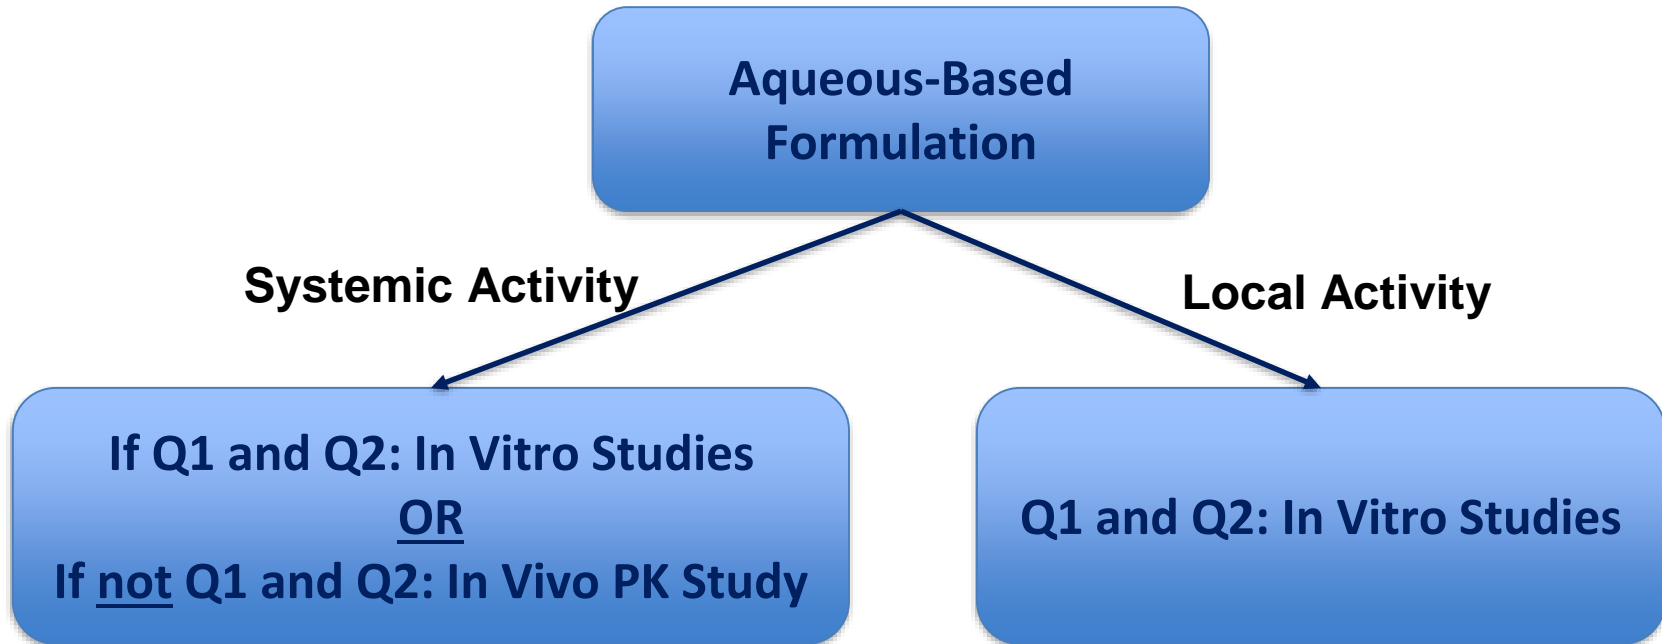 Aqueous-Based
Formulation
Systemic Activity
Local Activity
If Q1 and Q2: In Vitro Studies
OR
If not Q1 and Q2: In Vivo PK Study
Q1 and Q2: In Vitro Studies